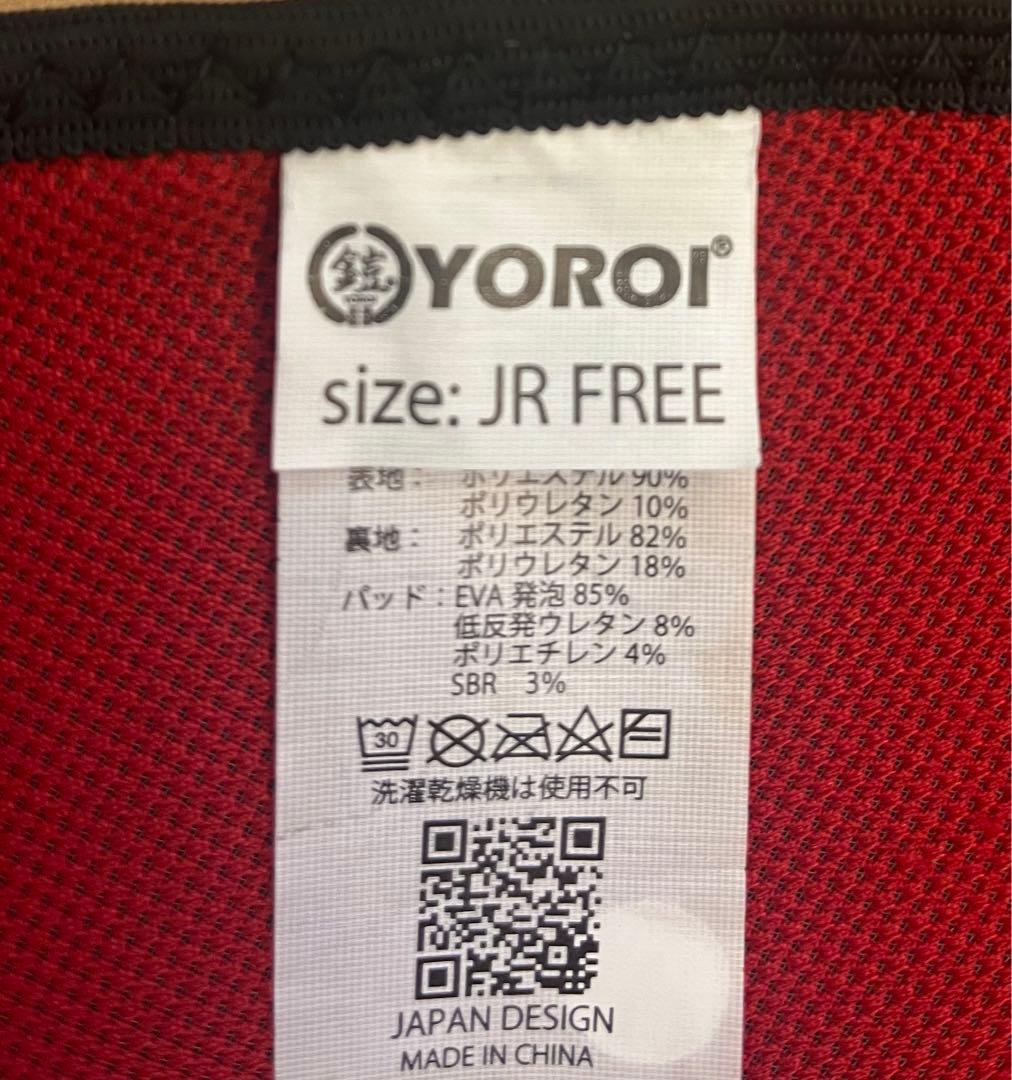 鎧
YOROI
YOROI®
size: JR FREE
表地： ポリエステル 90%
ポリウレタン 10%
裏地： ポリエステル 82%
ポリウレタン 18%
パッド：EVA 発泡 85%
低反発ウレタン 8%
ポリエチレン 4%
SBR 3%
30
洗濯乾燥機は使用不可
JAPAN DESIGN
MADE IN CHINA